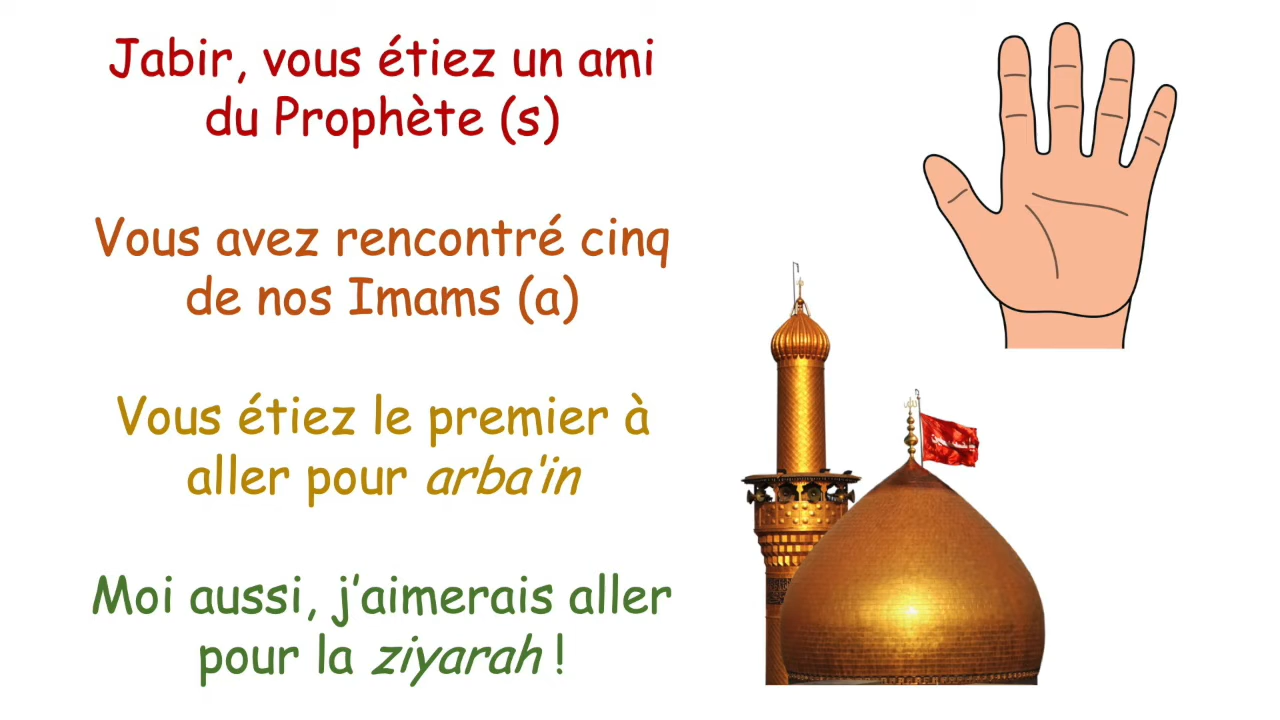 Jabir, vous étiez un ami
du Prophète (s)
Vous avez rencontré cinq
de nos Imams (a)
Vous étiez le premier à
aller pour arba'in
Moi aussi, j'aimerais aller
pour la ziyarah !